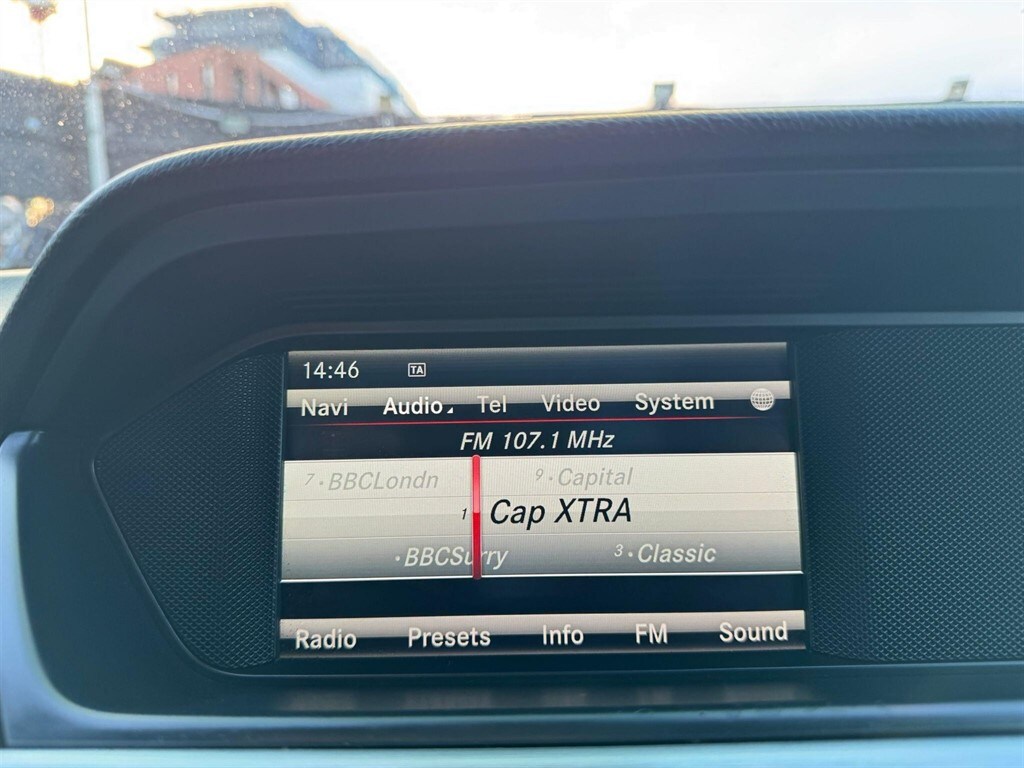 14:46 TA
Navi Audio Tel Video System
FM 107.1 MHz
7 · BBCLondn 9 · Capital
1 Cap XTRA
· BBCSurry 3 · Classic
Radio Presets Info FM Sound